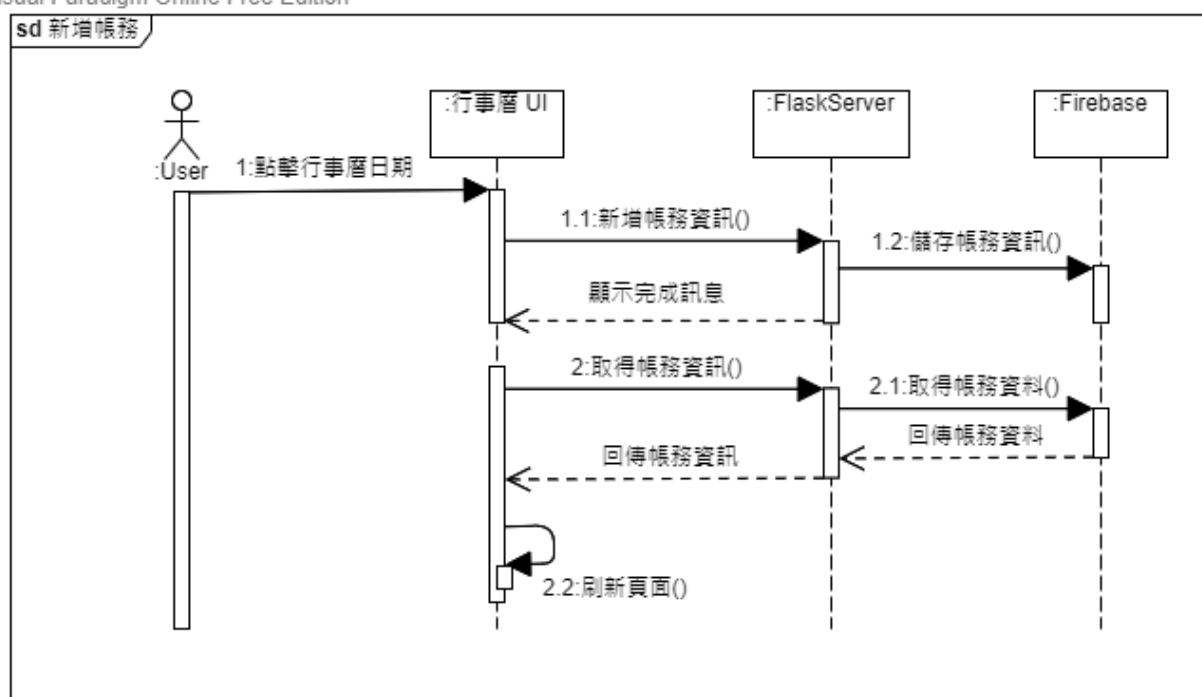 sd 新增帳務
:User
:行事曆 UI
:FlaskServer
:Firebase
1:點擊行事曆日期
1.1:新增帳務資訊()
1.2:儲存帳務資訊()
顯示完成訊息
2:取得帳務資訊()
2.1:取得帳務資料()
回傳帳務資料
回傳帳務資訊
2.2:刷新頁面()